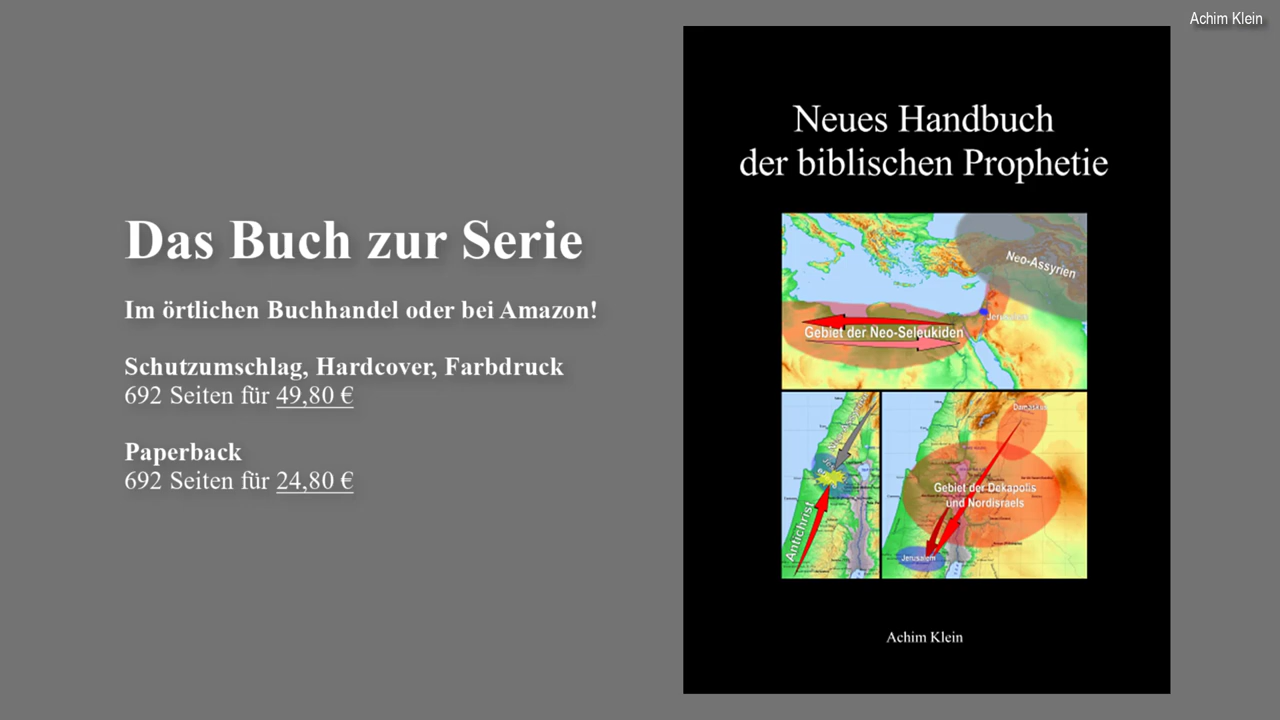 Achim Klein
Das Buch zur Serie
Im örtlichen Buchhandel oder bei Amazon!
Schutzumschlag, Hardcover, Farbdruck
692 Seiten für 49,80 €
Paperback
692 Seiten für 24,80 €
Neues Handbuch
der biblischen Prophetie
Neo-Assyrien
Jerusalem
Gebiet der Neo-Seleukiden
Damaskus
Gebiet der Dekapolis
und Nordisraels
Antichrist
Jerusalem
Achim Klein